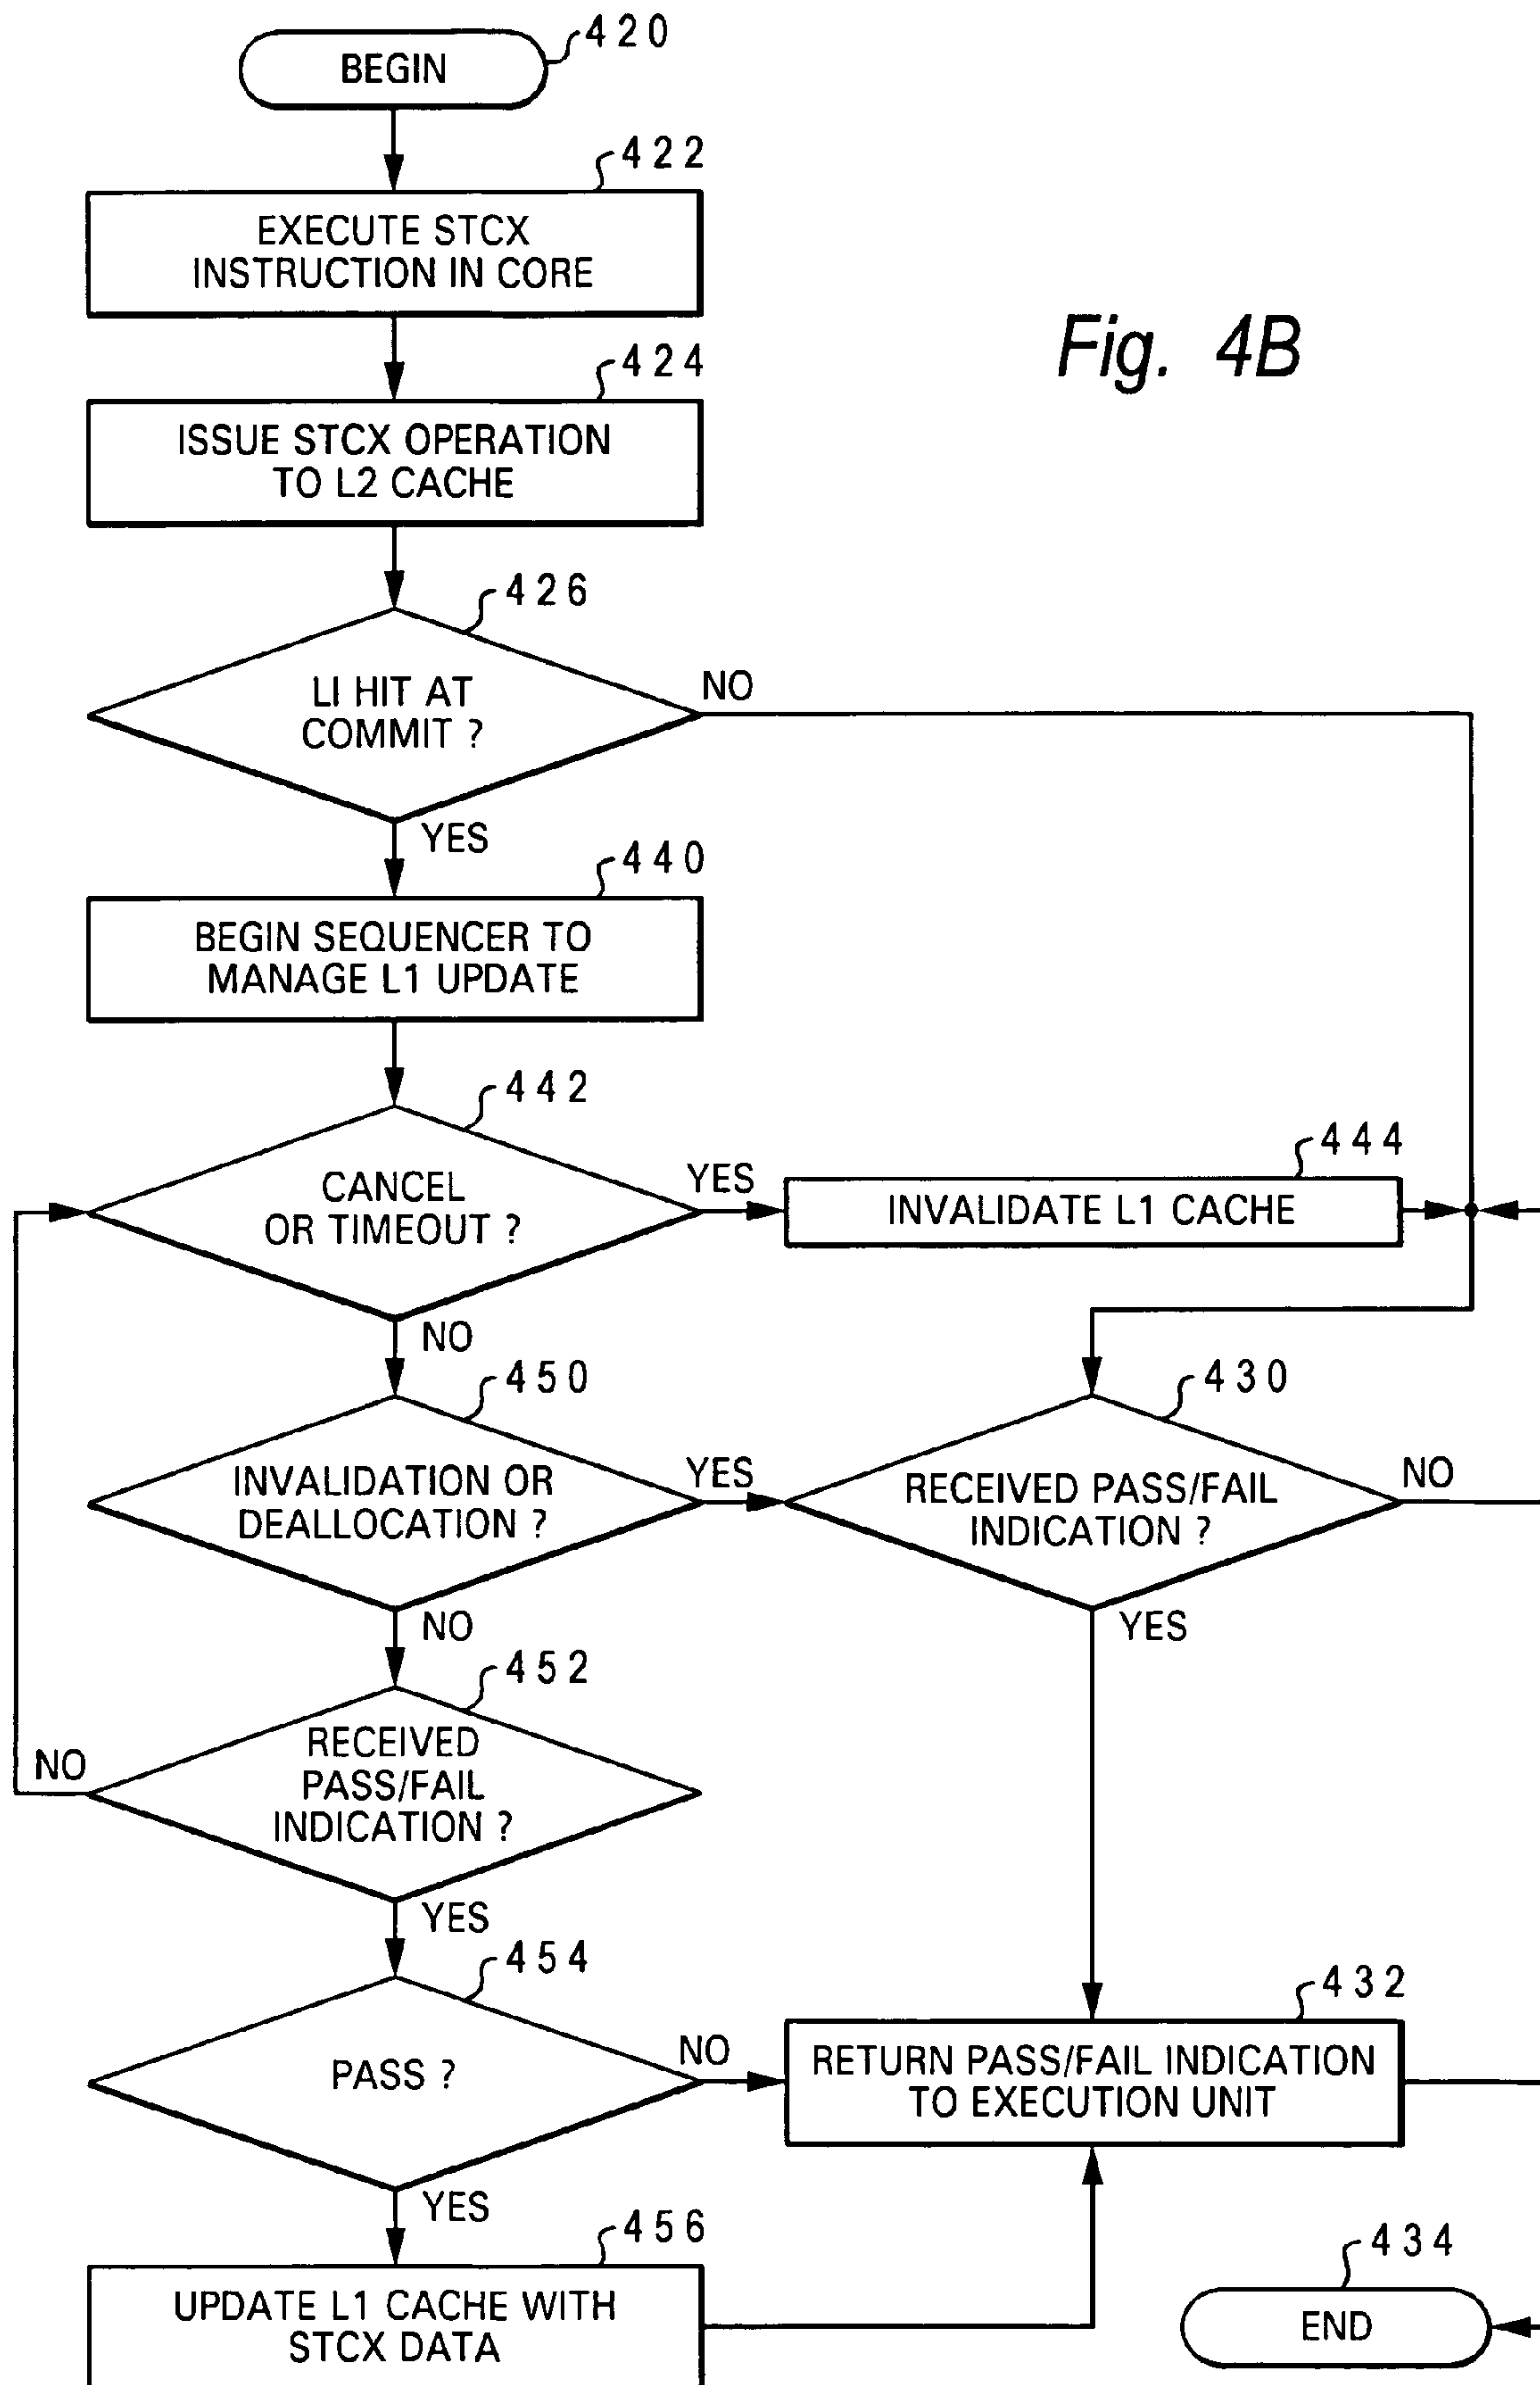 420
BEGIN
422
EXECUTE STCX
INSTRUCTION IN CORE
Fig. 4B
424
ISSUE STCX OPERATION
TO L2 CACHE
426
LI HIT AT
COMMIT ?
NO
YES
440
BEGIN SEQUENCER TO
MANAGE L1 UPDATE
442
CANCEL
OR TIMEOUT ?
YES
444
INVALIDATE L1 CACHE
NO
450
INVALIDATION OR
DEALLOCATION ?
YES
430
RECEIVED PASS/FAIL
INDICATION ?
NO
NO
YES
452
RECEIVED
PASS/FAIL
INDICATION ?
NO
YES
454
PASS ?
NO
432
RETURN PASS/FAIL INDICATION
TO EXECUTION UNIT
YES
456
UPDATE L1 CACHE WITH
STCX DATA
434
END